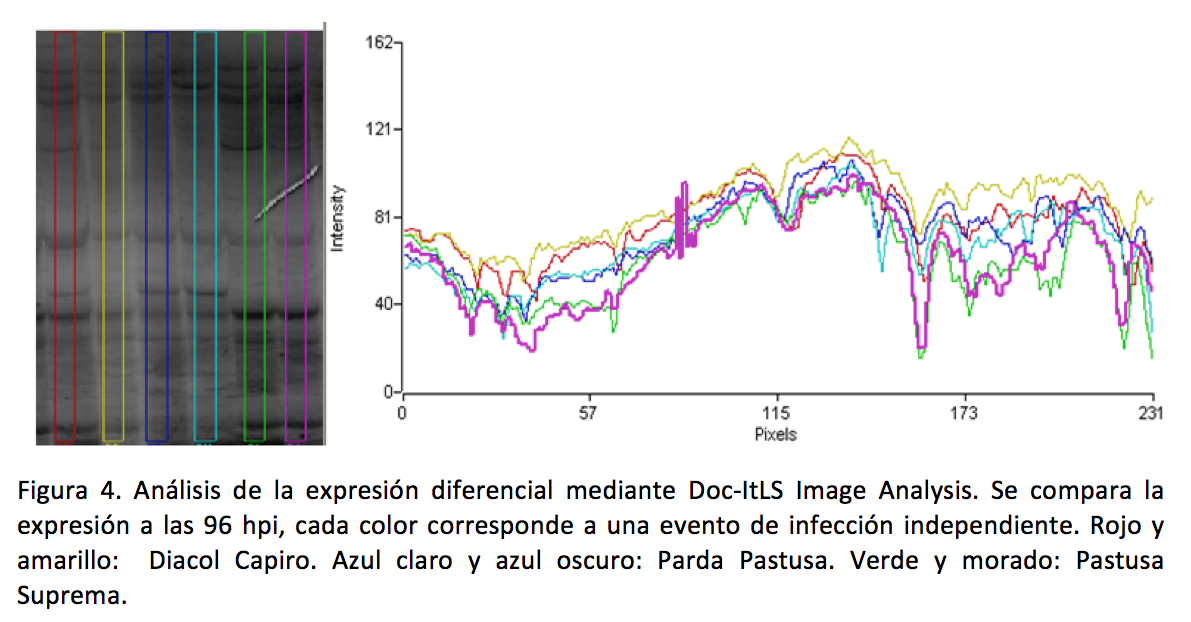 162
121
81
40
0
Intensity
0 57 115 173 231
Pixels
Figura 4. Análisis de la expresión diferencial mediante Doc-ItLS Image Analysis. Se compara la
expresión a las 96 hpi, cada color corresponde a una evento de infección independiente. Rojo y
amarillo: Diacol Capiro. Azul claro y azul oscuro: Parda Pastusa. Verde y morado: Pastusa
Suprema.